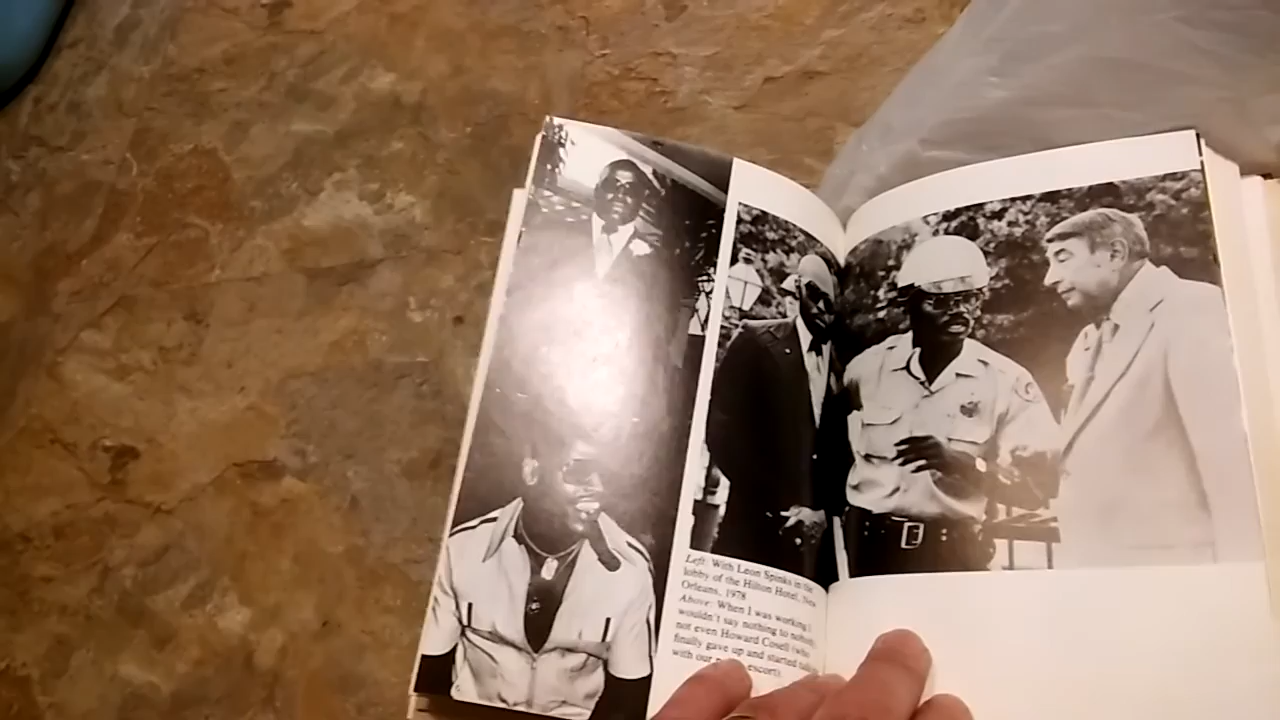 Left: With Leon Spinks in the
lobby of the Hilton Hotel, New
Orleans, 1978
Above: When I was working I
wouldn't say nothing to nobody,
not even Howard Cosell (who
finally gave up and started
with our escort).